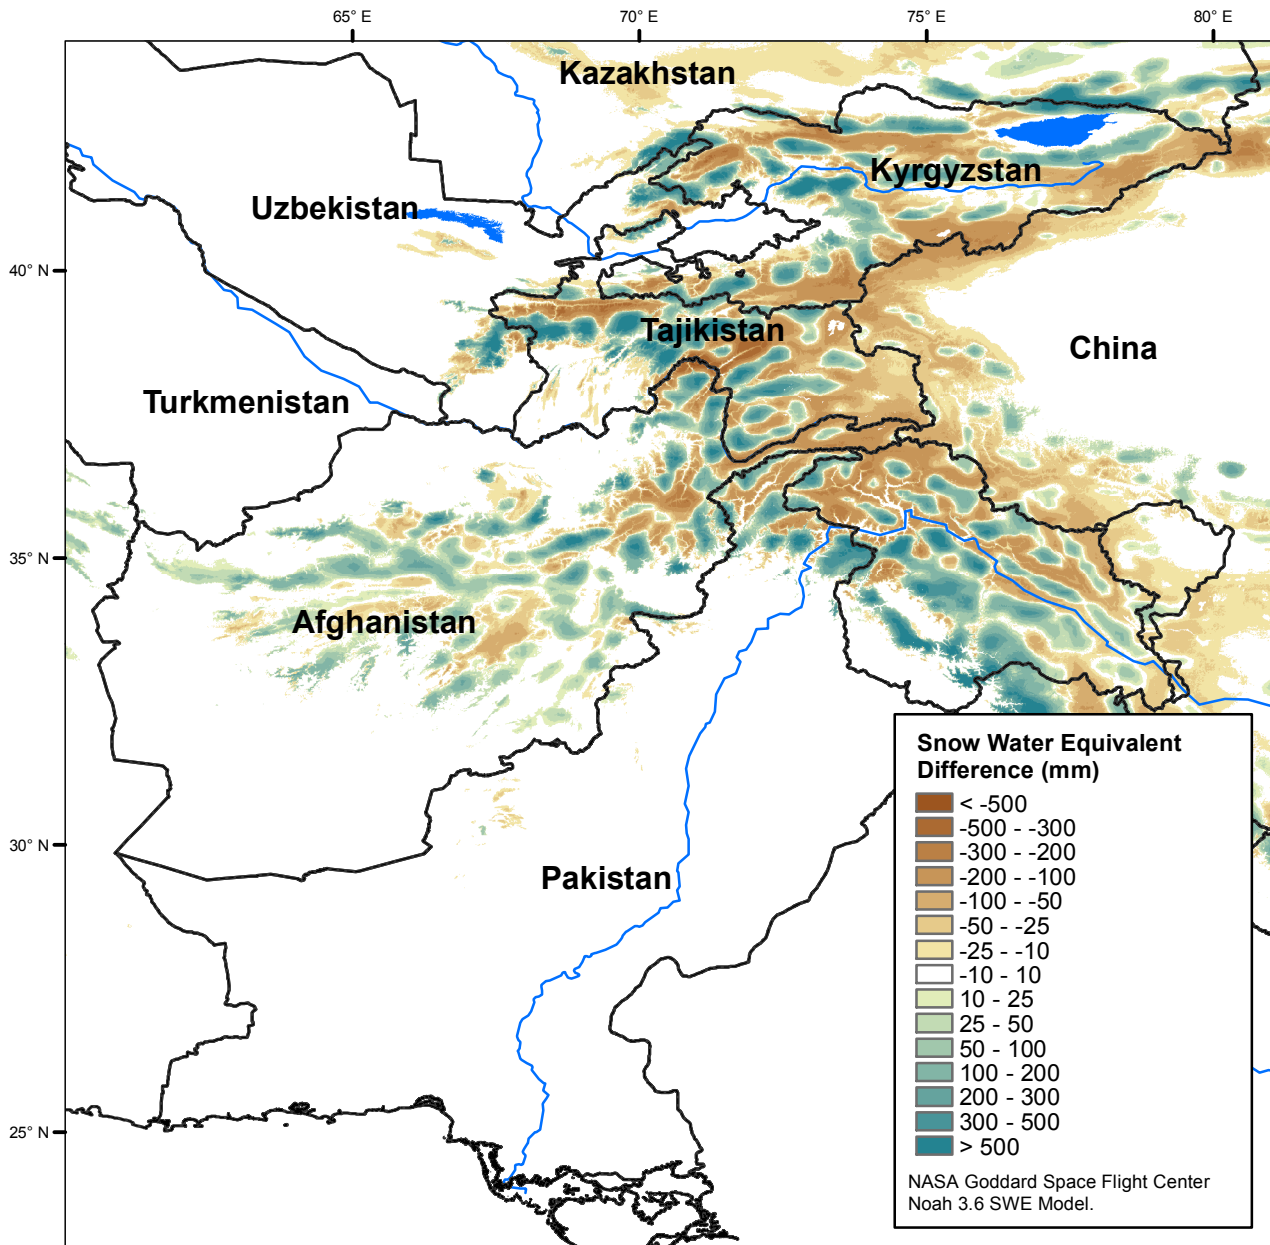 65° E
70° E
75° E
80° E
Kazakhstan
Kyrgyzstan
Uzbekistan
40° N
Tajikistan
China
Turkmenistan
35° N
Afghanistan
30° N
Pakistan
25° N
Snow Water Equivalent
Difference (mm)
< -500
-500 - -300
-300 - -200
-200 - -100
-100 - -50
-50 - -25
-25 - -10
-10 - 10
10 - 25
25 - 50
50 - 100
100 - 200
200 - 300
300 - 500
> 500
NASA Goddard Space Flight Center
Noah 3.6 SWE Model.